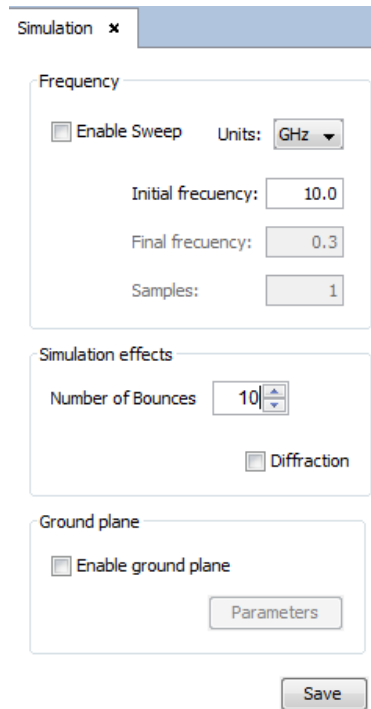 Simulation ×
Frequency
Enable Sweep Units: GHz
Initial frecuency: 10.0
Final frecuency: 0.3
Samples: 1
Simulation effects
Number of Bounces 10
Diffraction
Ground plane
Enable ground plane
Parameters
Save